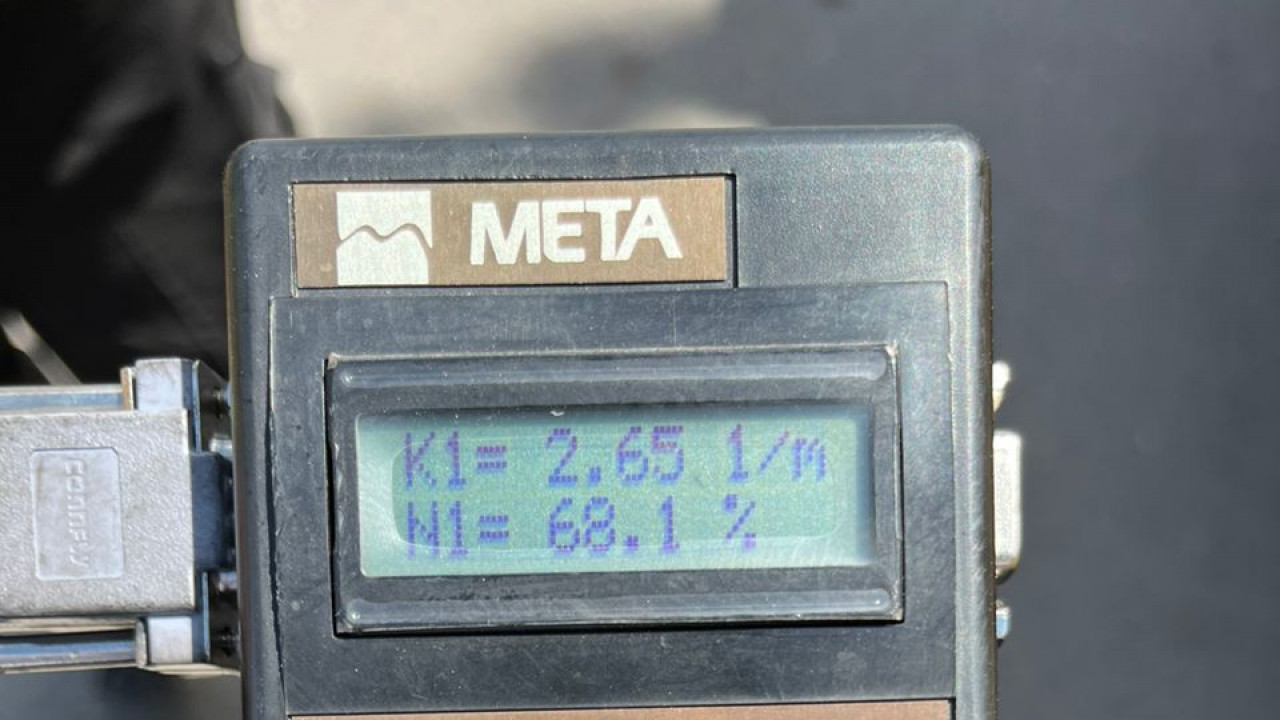 META
K1= 2.65 1/m
N1= 68.1 %